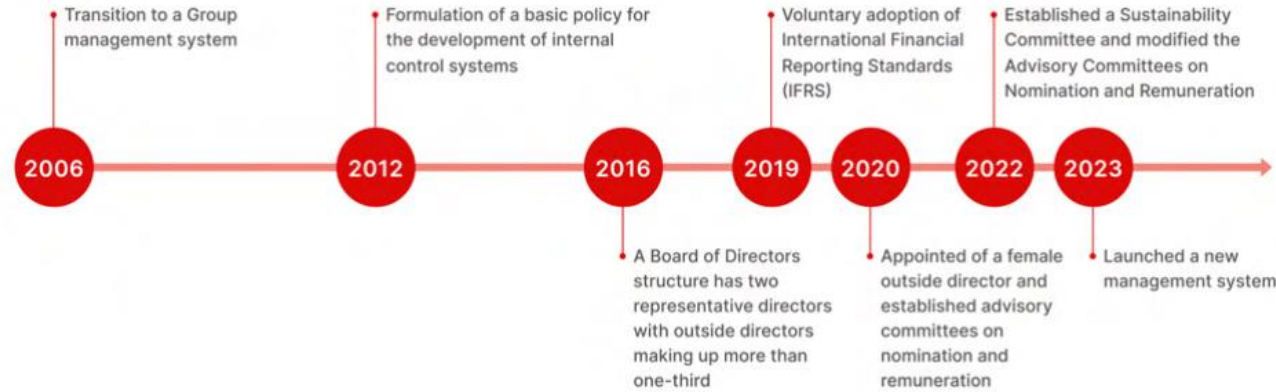 Transition to a Group
management system
Formulation of a basic policy for
the development of internal
control systems
Voluntary adoption of
International Financial
Reporting Standards
(IFRS)
Established a Sustainability
Committee and modified the
Advisory Committees on
Nomination and Remuneration
2006
2012
2016
2019
2020
2022
2023
A Board of Directors
structure has two
representative directors
with outside directors
making up more than
one-third
Appointed of a female
outside director and
established advisory
committees on
nomination and
remuneration
Launched a new
management system